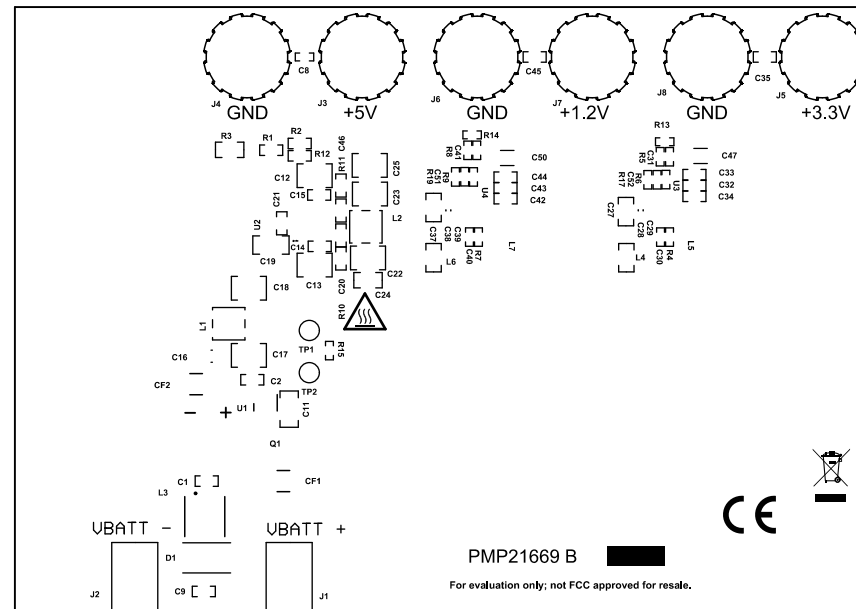 C8
C45
C35
J4
J3
J6
J7
J8
J5
GND
+5V
GND
+1.2V
GND
+3.3V
R3
R1
R2
R12
C46
R14
R13
R8
C41
C50
R5
C31
C47
C12
R11
C25
C15
C23
R19
C51
R9
U4
C44
C43
C42
R17
C52
R6
U3
C33
C32
C34
C21
U2
L2
C27
C14
C19
C37
C38
C39
C28
C29
C13
C20
C22
C24
L6
C40
R7
L7
L4
C30
R4
L5
C18
R10
L1
TP1
R15
C16
C17
C2
CF2
TP2
− +
U1
C11
Q1
C1
CF1
L3
VBATT -
VBATT +
D1
CE
PMP21669 B
J2
C9
J1
For evaluation only; not FCC approved for resale.